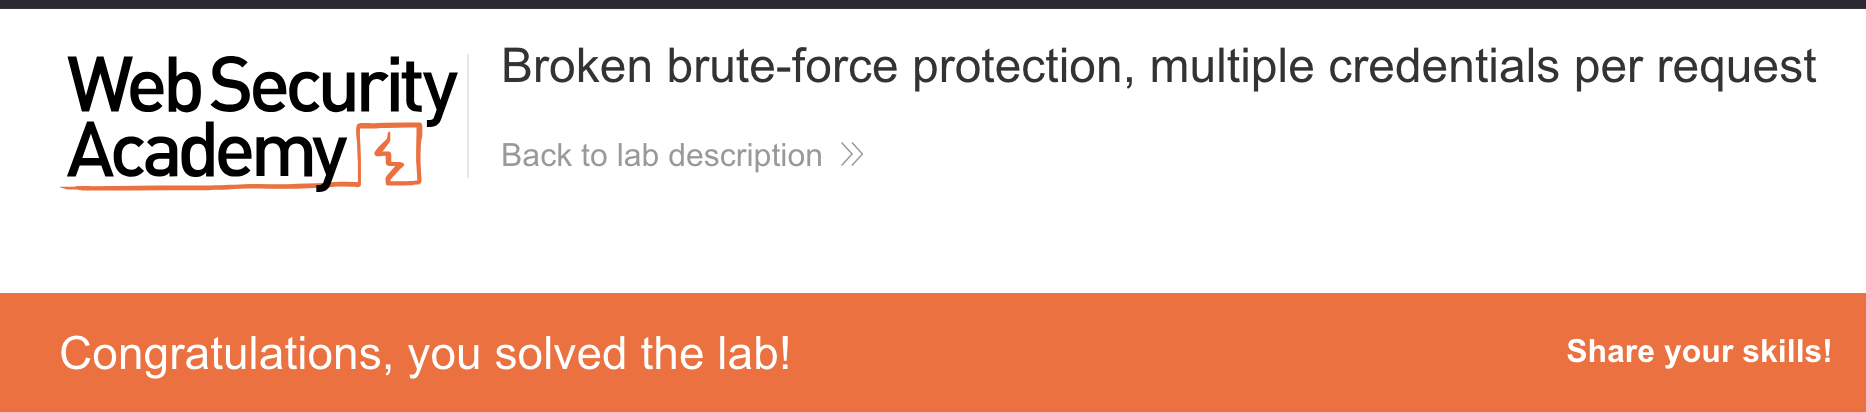 Web Security
Academy
Broken brute-force protection, multiple credentials per request
Back to lab description
Congratulations, you solved the lab!
Share your skills!